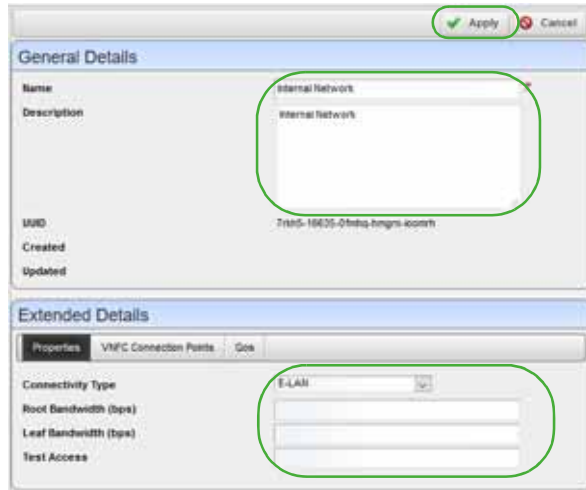 Apply Cancel
General Details
Name Internal Network *
Description Internal Network
UUID
Created
Updated
Extended Details
Properties VNFC Connection Points Qos
Connectivity Type E-LAN
Root Bandwidth (bps)
Leaf Bandwidth (bps)
Test Access